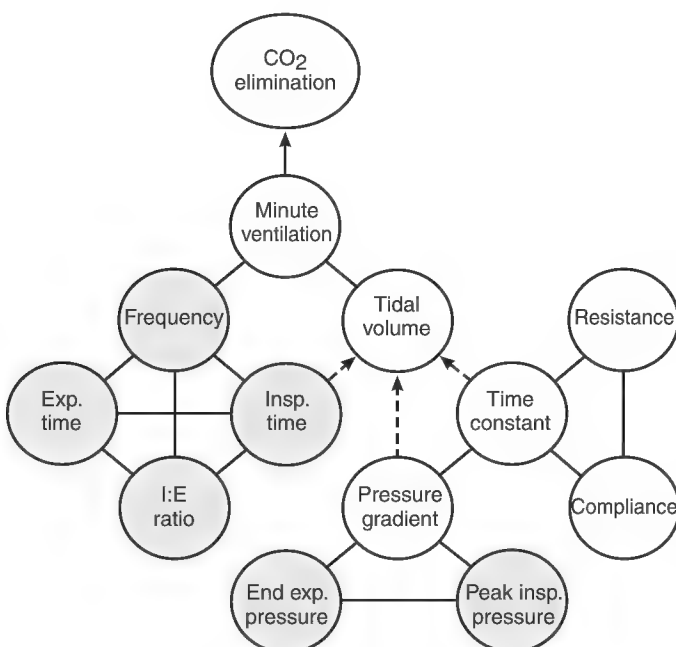 CO2
elimination
Minute
ventilation
Frequency
Tidal
volume
Resistance
Exp.
time
Insp.
time
Time
constant
I:E
ratio
Pressure
gradient
Compliance
End exp.
pressure
Peak insp.
pressure